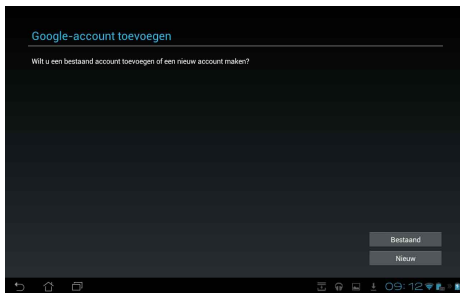 Google-account toevoegen
Wilt u een bestaand account toevoegen of een nieuw account maken?
Bestaand
Nieuw
09:12